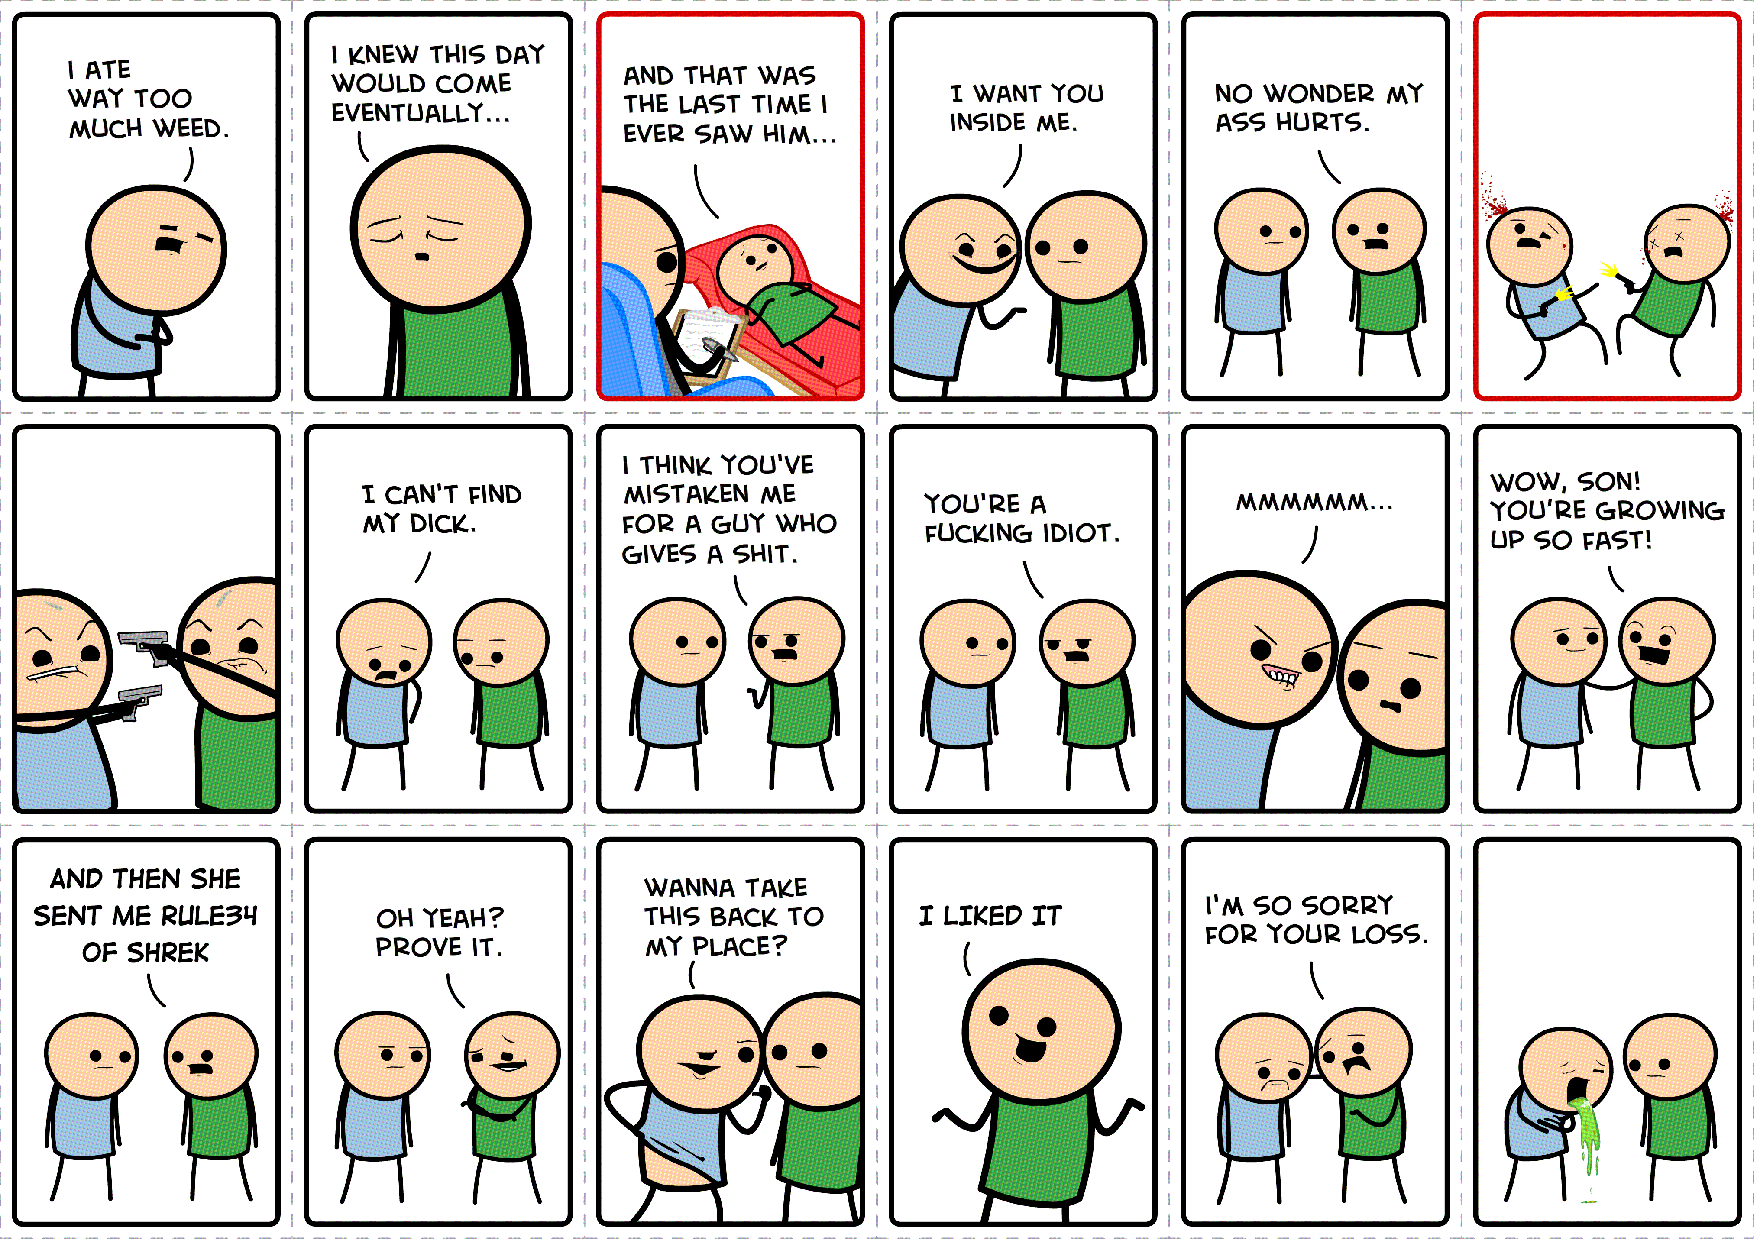 I ATE
WAY TOO
MUCH WEED.
I KNEW THIS DAY
WOULD COME
EVENTUALLY...
AND THAT WAS
THE LAST TIME I
EVER SAW HIM...
I WANT YOU
INSIDE ME.
NO WONDER MY
ASS HURTS.
I CAN'T FIND
MY DICK.
I THINK YOU'VE
MISTAKEN ME
FOR A GUY WHO
GIVES A SHIT.
YOU'RE A
FUCKING IDIOT.
MMMMMM...
WOW, SON!
YOU'RE GROWING
UP SO FAST!
AND THEN SHE
SENT ME RULE34
OF SHREK
OH YEAH?
PROVE IT.
WANNA TAKE
THIS BACK TO
MY PLACE?
I LIKED IT
I'M SO SORRY
FOR YOUR LOSS.